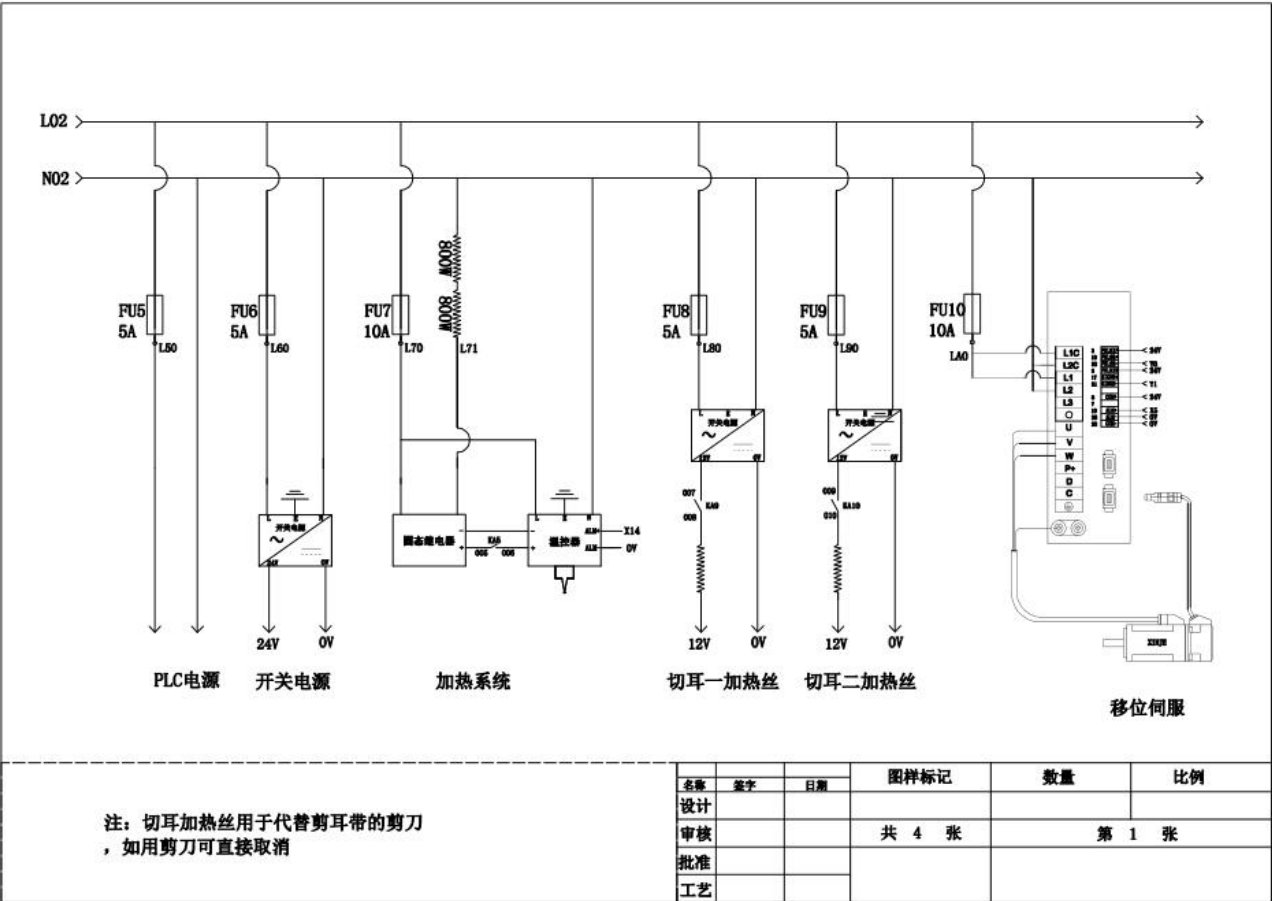 L02
N02
800W
800W
FU5
5A
L50
FU6
5A
L60
FU7
10A
L70
L71
FU8
5A
L80
FU9
5A
L90
FU10
10A
LA0
L1C
L2C
L1
L2
L3
U
V
W
P+
D
C
24V
24V
Y1
24V
0V
0V
L
E
N
开关电源
12V
0V
L
E
N
开关电源
12V
0V
007
KA9
008
009
KA10
010
L
E
N
开关电源
24V
0V
固态继电器
-
+
KA5
005
006
L
E
N
-
+
温控器
ALM+
ALM-
X14
0V
24V
0V
12V
0V
12V
0V
PLC电源
开关电源
加热系统
切耳一加热丝
切耳二加热丝
移位伺服
注：切耳加热丝用于代替剪耳带的剪刀
，如用剪刀可直接取消
名称
签字
日期
图样标记
数量
比例
设计
审核
共 4 张
第 1 张
批准
工艺